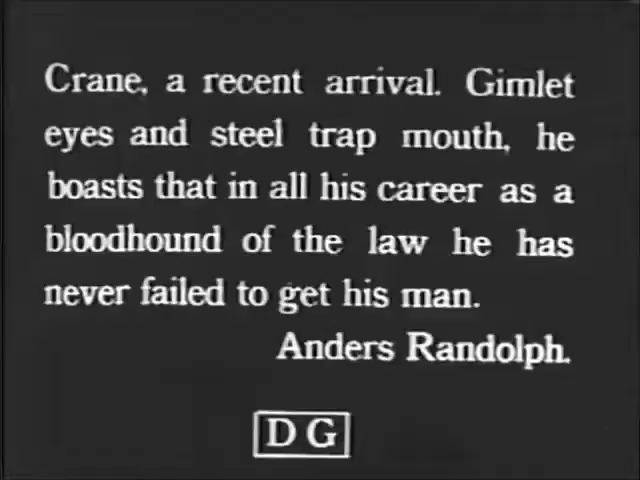 Crane, a recent arrival. Gimlet
eyes and steel trap mouth, he
boasts that in all his career as a
bloodhound of the law he has
never failed to get his man.
Anders Randolph.
D G